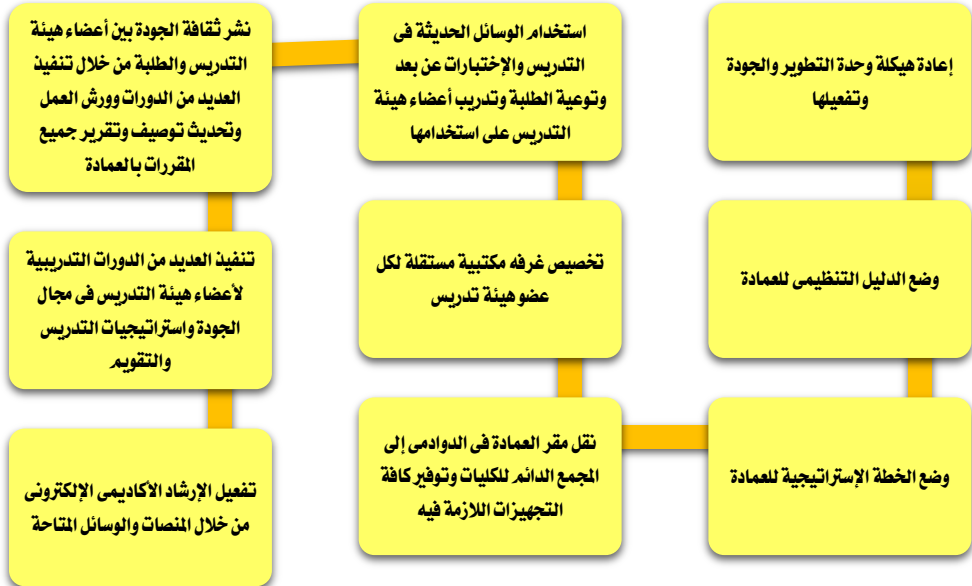 إعادة هيكلة وحدة التطوير والجودة
وتفعيلها
وضع الدليل التنظيمى للعمادة
وضع الخطة الإستراتيجية للعمادة
نقل مقر العمادة فى الدوادمى إلى
المجمع الدائم للكليات وتوفير كافة
التجهيزات اللازمة فيه
تخصيص غرفه مكتبية مستقلة لكل
عضو هيئة تدريس
استخدام الوسائل الحديثة فى
التدريس والإختبارات عن بعد
وتوعية الطلبة وتدريب أعضاء هيئة
التدريس على استخدامها
نشر ثقافة الجودة بين أعضاء هيئة
التدريس والطلبة من خلال تنفيذ
العديد من الدورات وورش العمل
وتحديث توصيف وتقرير جميع
المقررات بالعمادة
تنفيذ العديد من الدورات التدريبية
لأعضاء هيئة التدريس فى مجال
الجودة واستراتيجيات التدريس
والتقويم
تفعيل الإرشاد الأكاديمى الإلكترونى
من خلال المنصات والوسائل المتاحة